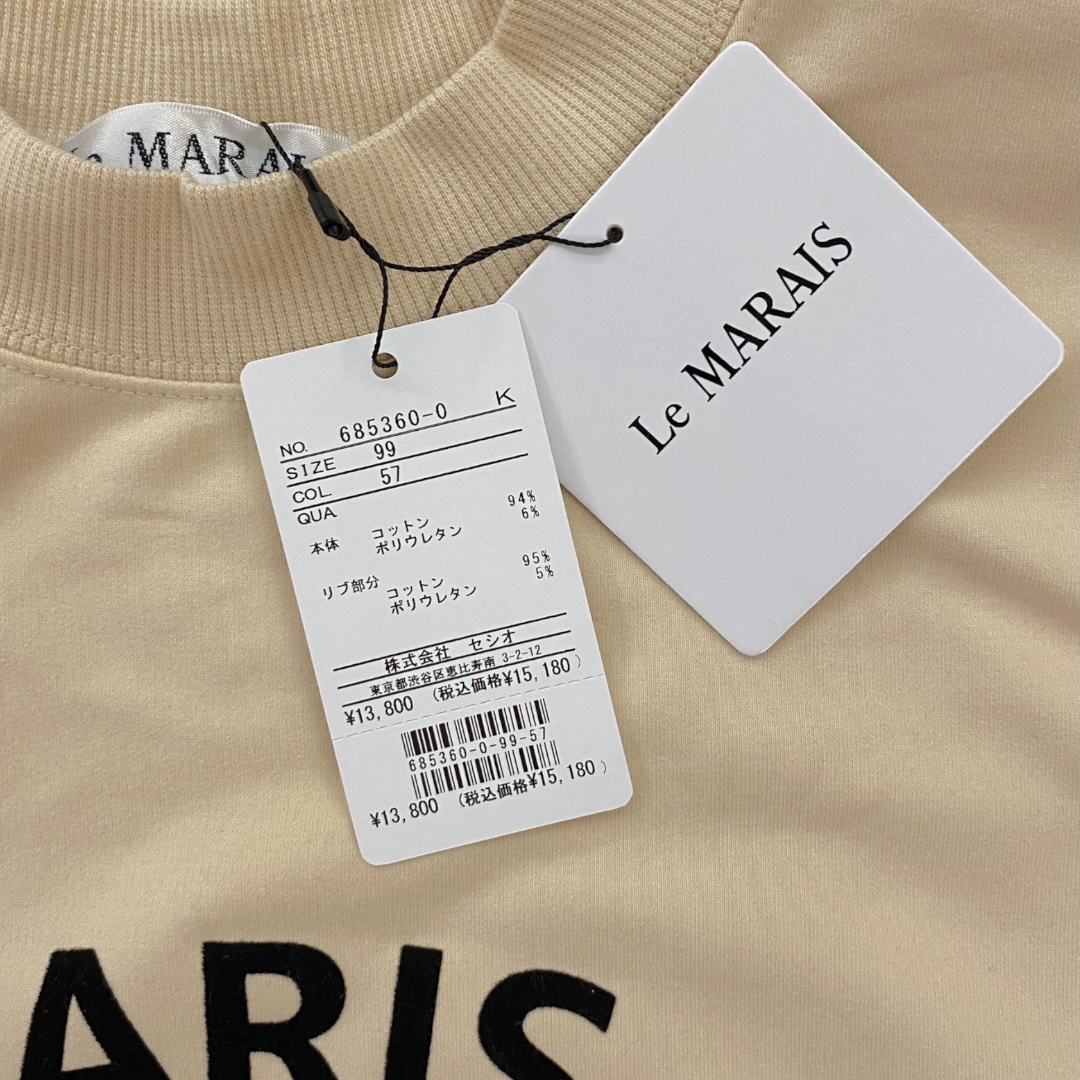 Le MARAIS
NO. 685360-0 K
SIZE 99
COL. 57
QUA.
本体 コットン 94%
ポリウレタン 6%
リブ部分 コットン 95%
ポリウレタン 5%
株式会社 セシオ
東京都渋谷区恵比寿南 3-2-12
¥13,800 (税込価格¥15,180)
685360-0-99-57
¥13,800 (税込価格¥15,180)
Le MARAIS
ARIS